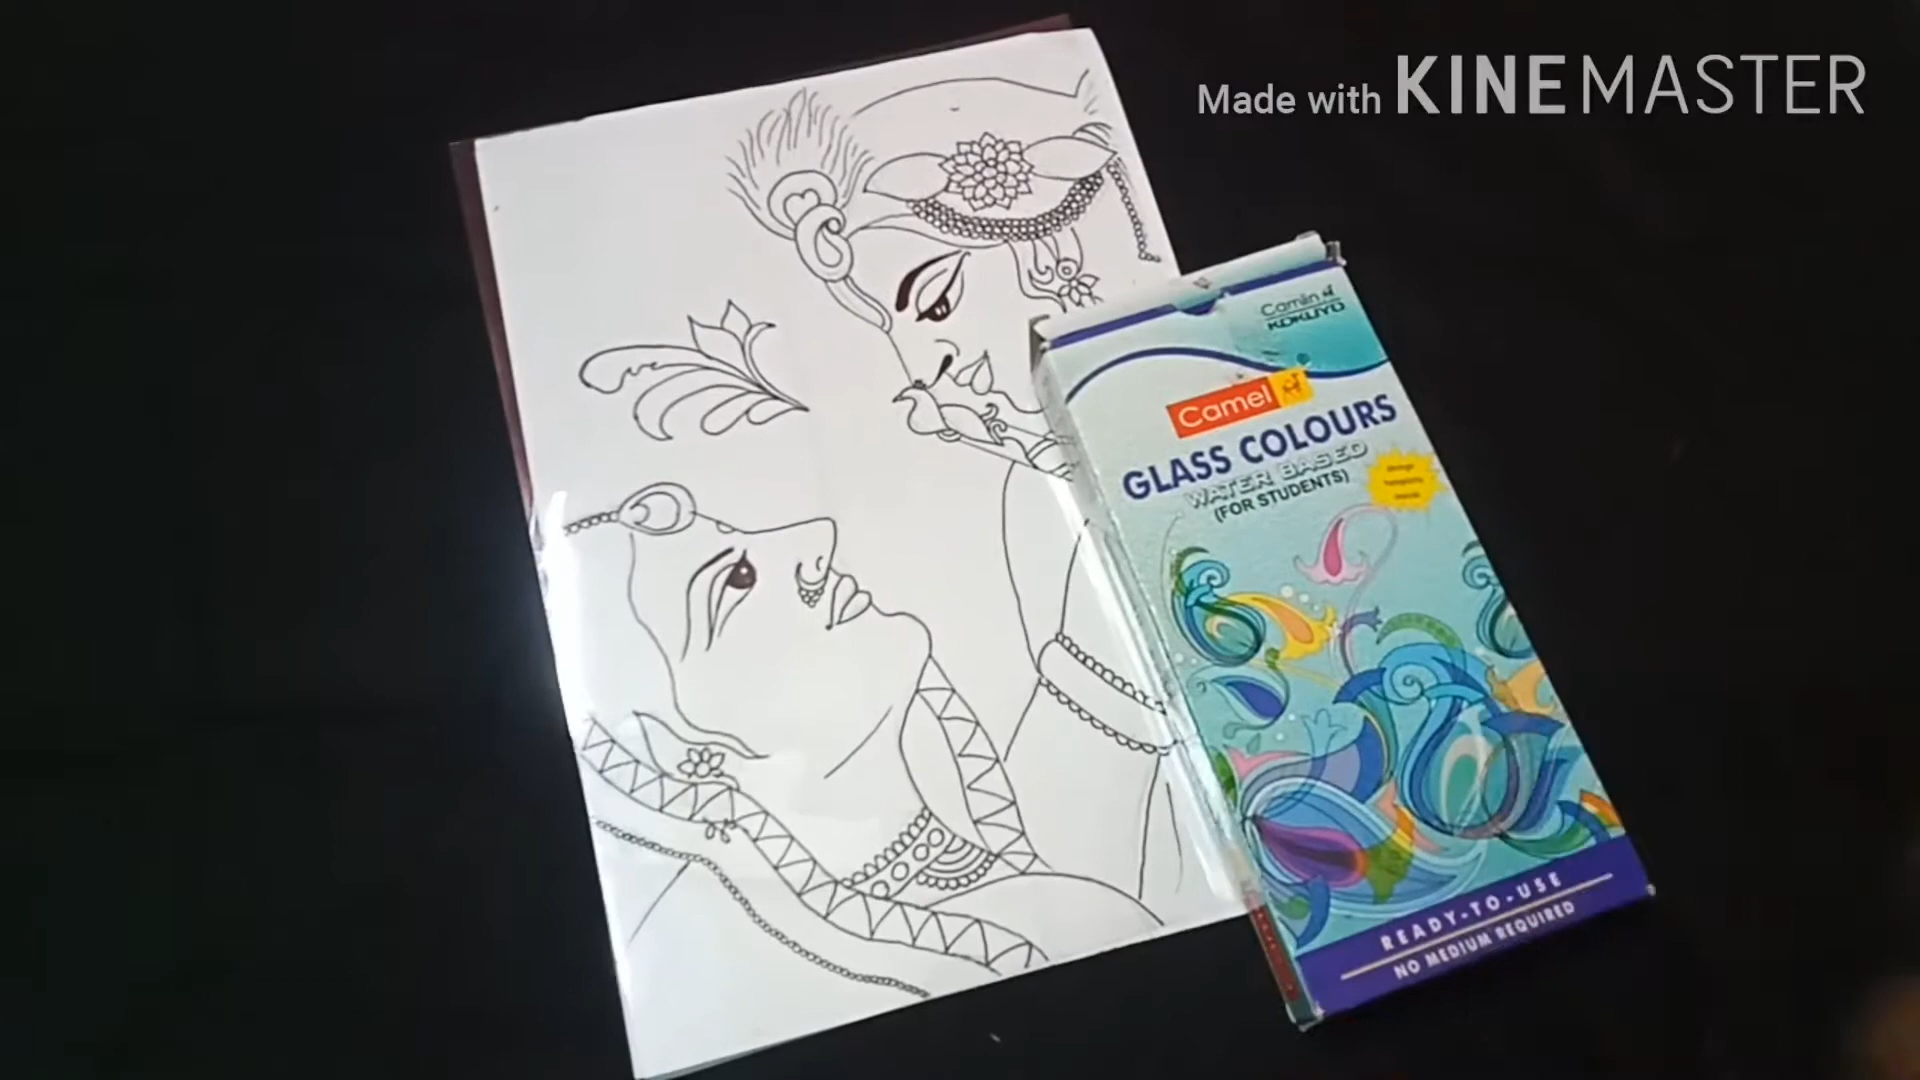 Made with KINEMASTER
Camlin
KOKUYO
Camel
GLASS COLOURS
WATER BASED
(FOR STUDENTS)
READY-TO-USE
NO MEDIUM REQUIRED